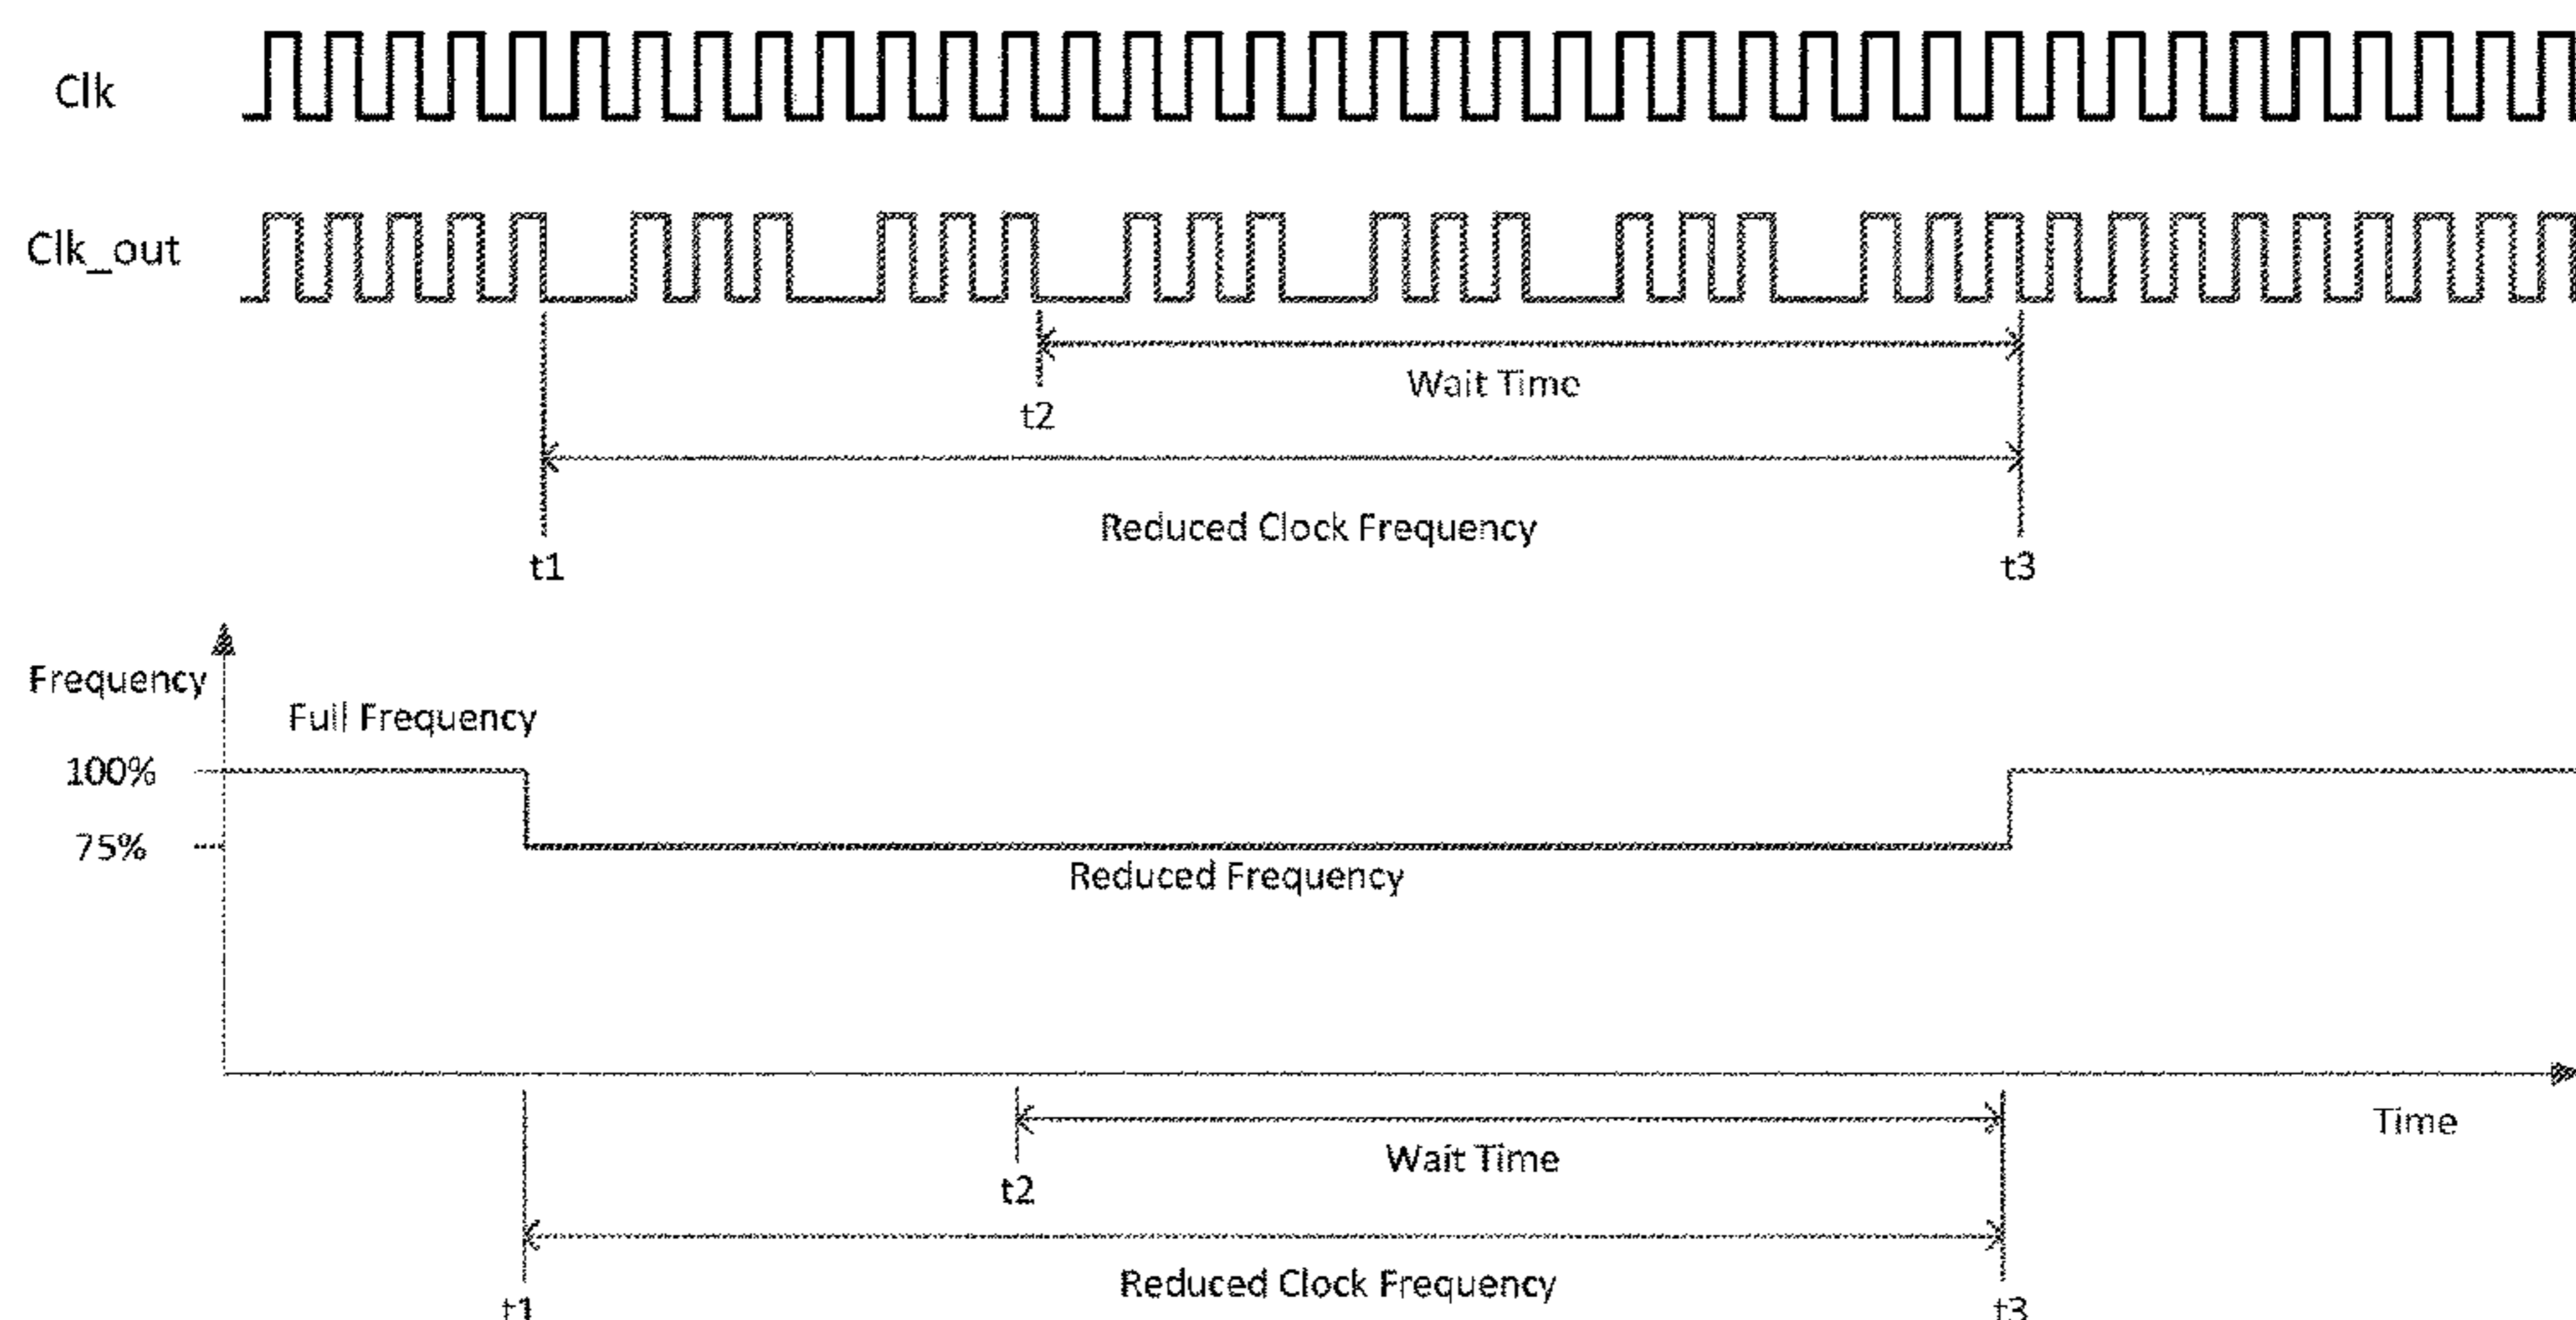 Clk
Clk_out
Wait Time
t2
Reduced Clock Frequency
t1
t3
Frequency
Full Frequency
100%
75%
Reduced Frequency
Time
Wait Time
t2
Reduced Clock Frequency
t1
t3